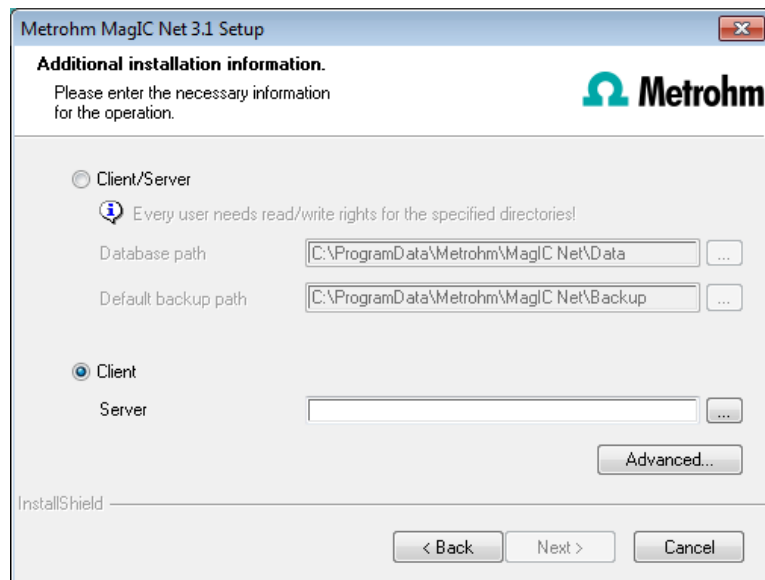 Metrohm MagIC Net 3.1 Setup
Additional installation information.
Please enter the necessary information
for the operation.
Metrohm
Client/Server
Every user needs read/write rights for the specified directories!
Database path
C:\ProgramData\Metrohm\MagIC Net\Data
...
Default backup path
C:\ProgramData\Metrohm\MagIC Net\Backup
...
Client
Server
...
Advanced...
InstallShield
< Back
Next >
Cancel